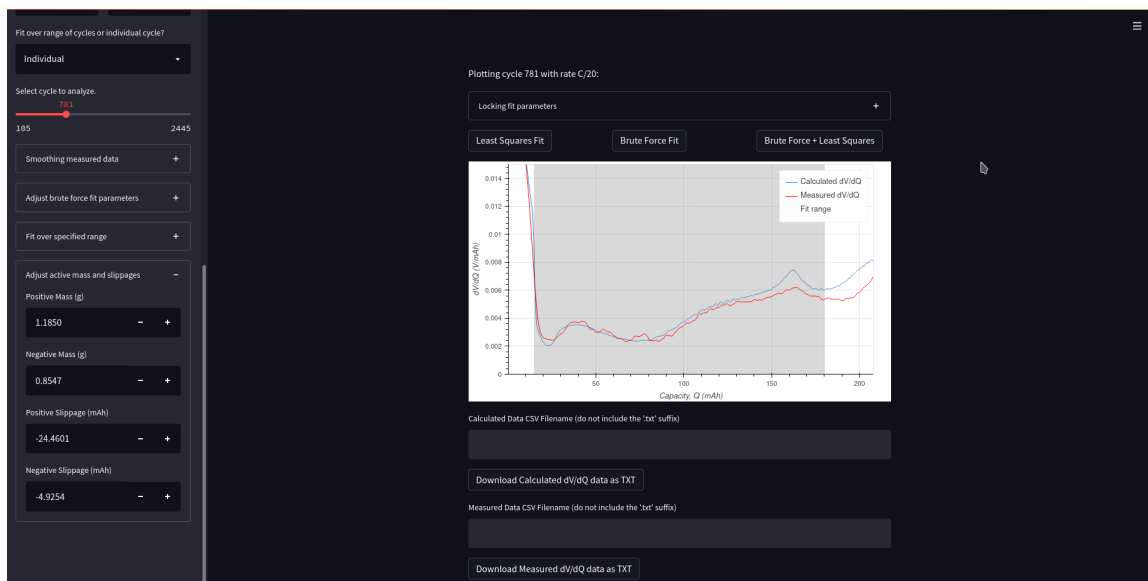 Fit over range of cycles or individual cycle?
Individual
Select cycle to analyze.
781
105 2445
Smoothing measured data +
Adjust brute force fit parameters +
Fit over specified range +
Adjust active mass and slippages −
Positive Mass (g)
1.1850 − +
Negative Mass (g)
0.8547 − +
Positive Slippage (mAh)
-24.4601 − +
Negative Slippage (mAh)
-4.9254 − +
Plotting cycle 781 with rate C/20:
Locking fit parameters +
Least Squares Fit Brute Force Fit Brute Force + Least Squares
dV/dQ (V/mAh)
0.014
0.012
0.01
0.008
0.006
0.004
0.002
0
Calculated dV/dQ
Measured dV/dQ
Fit range
50 100 150 200
Capacity, Q (mAh)
Calculated Data CSV Filename (do not include the '.txt' suffix)
Download Calculated dV/dQ data as TXT
Measured Data CSV Filename (do not include the '.txt' suffix)
Download Measured dV/dQ data as TXT